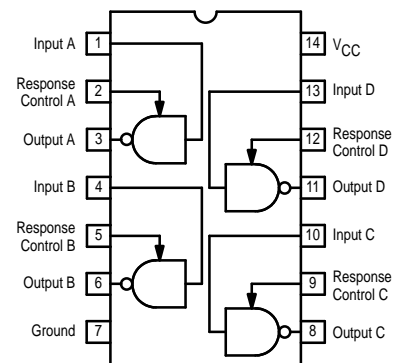 Input A
1
14
VCC
Response
Control A
2
13
Input D
Output A
3
12
Response
Control D
Input B
4
11
Output D
Response
Control B
5
10
Input C
Output B
6
9
Response
Control C
Ground
7
8
Output C